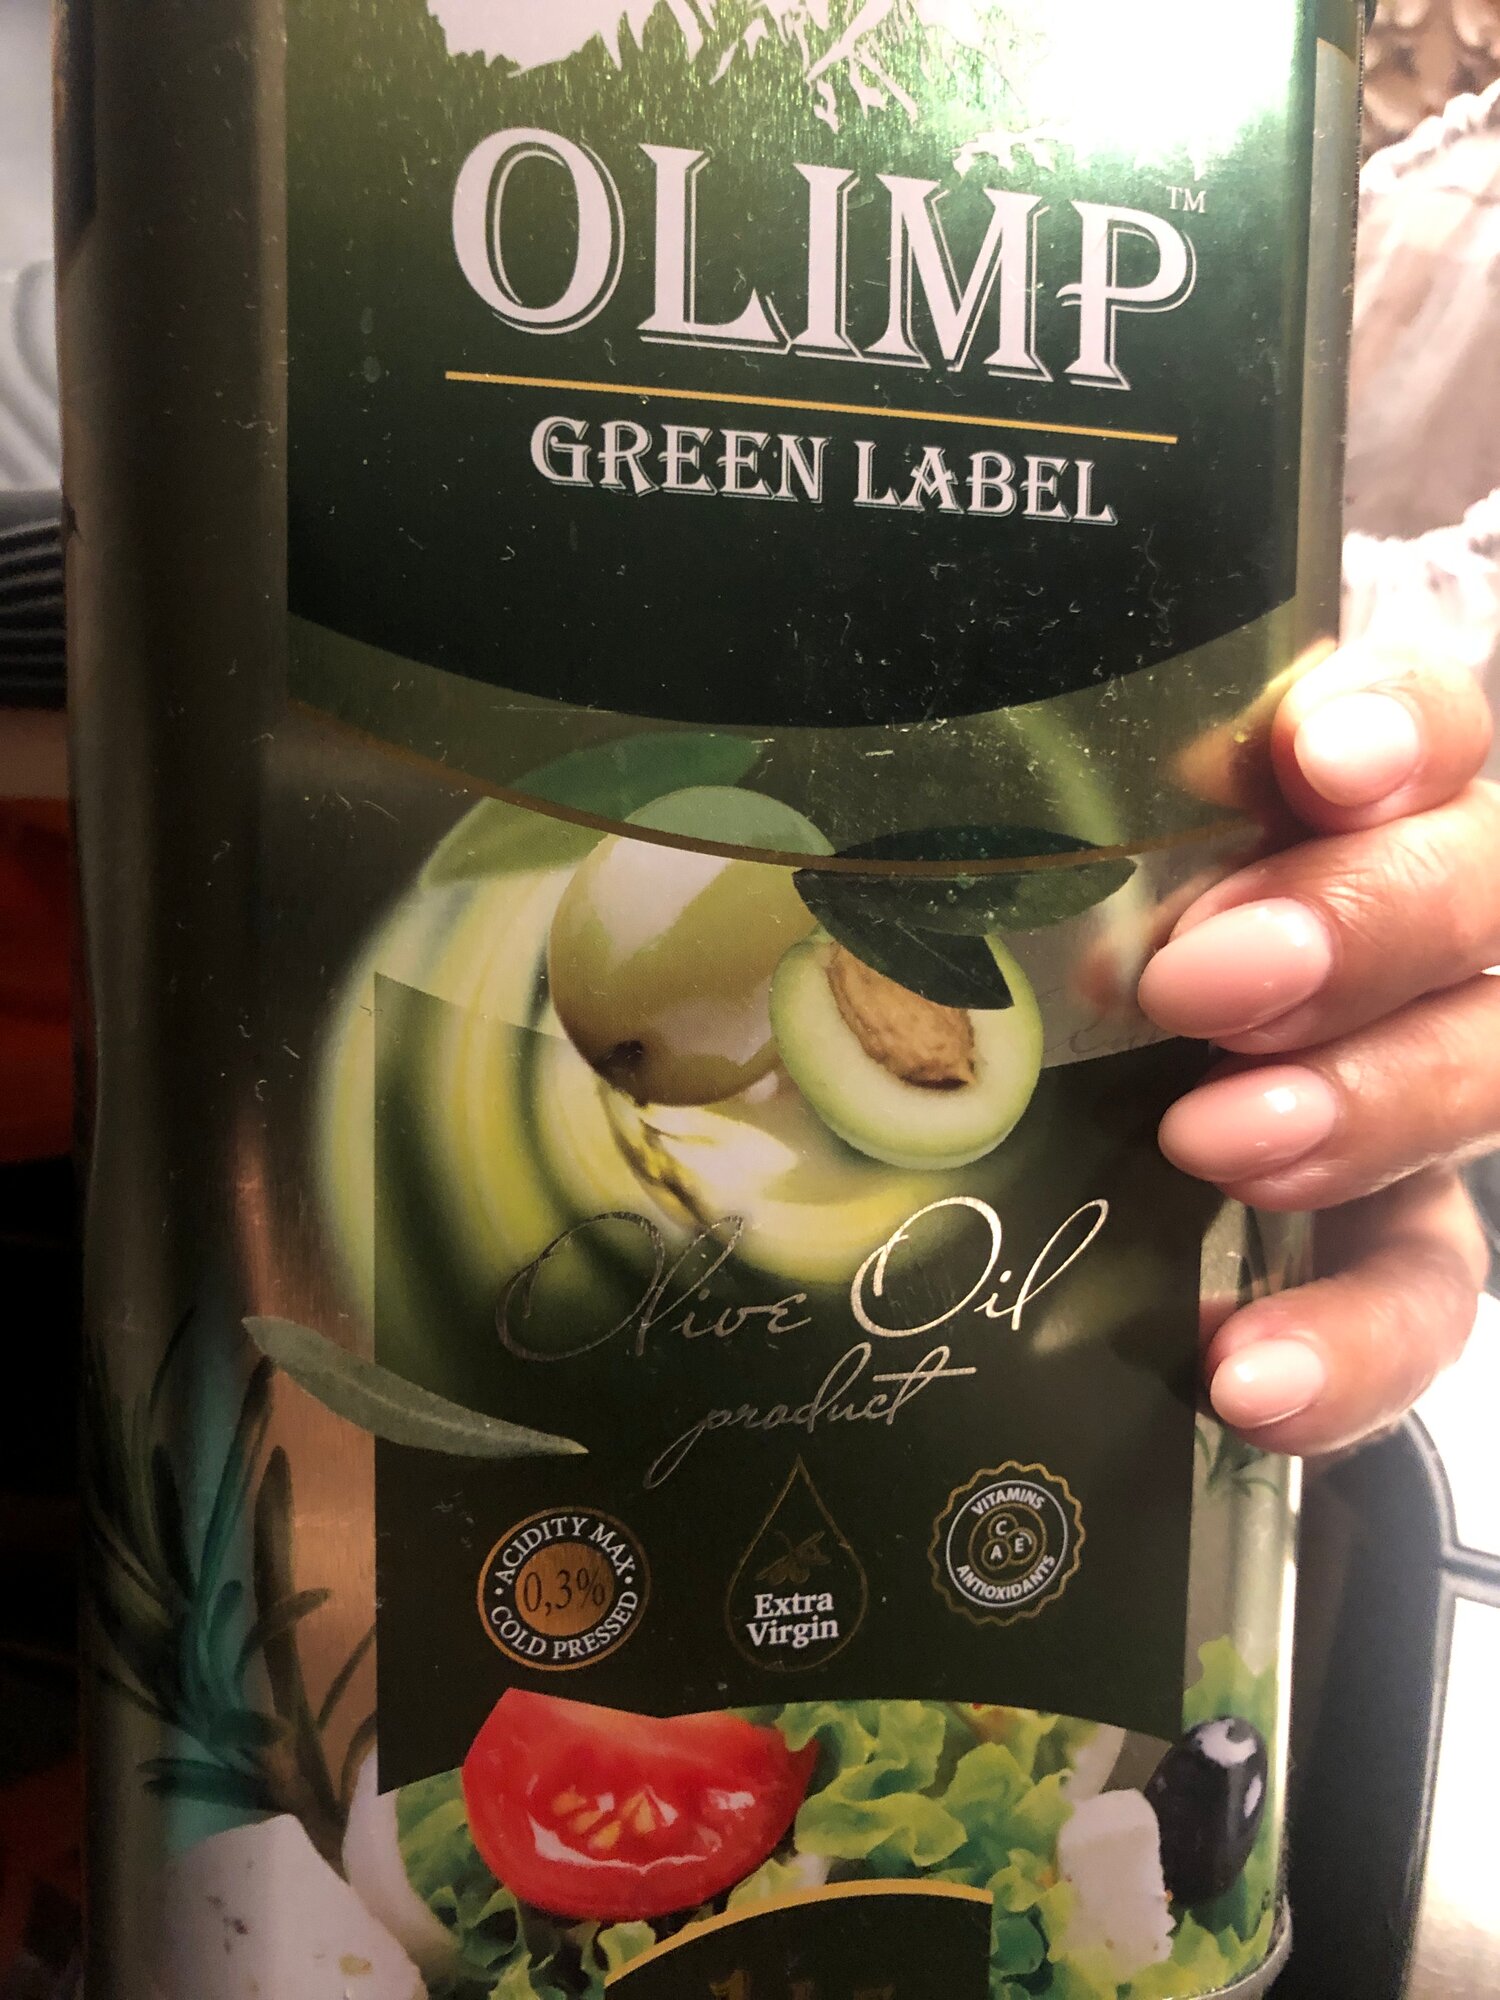 OLIMP™
GREEN LABEL
Olive Oil
product
ACIDITY MAX
0,3%
COLD PRESSED
Extra
Virgin
VITAMINS
C
A E
ANTIOXIDANTS